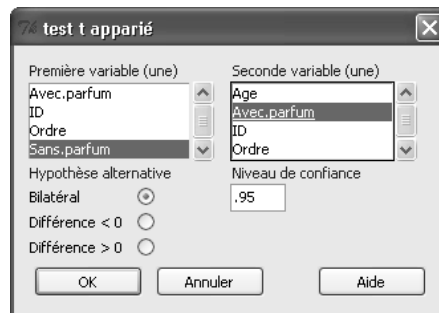 test t apparié
Première variable (une)
Avec.parfum
ID
Ordre
Sans.parfum
Seconde variable (une)
Age
Avec.parfum
ID
Ordre
Hypothèse alternative
Bilatéral
Différence < 0
Différence > 0
Niveau de confiance
.95
OK
Annuler
Aide